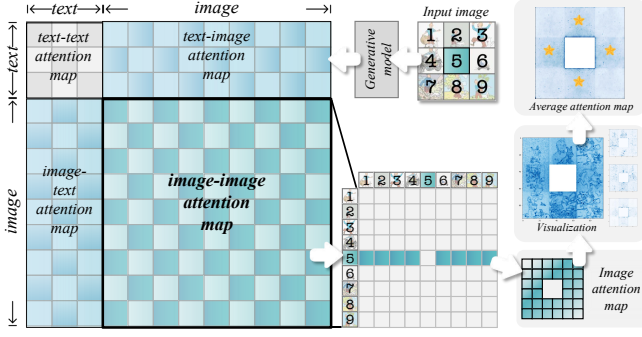 text
image
text
image
text-text
attention
map
text-image
attention
map
image-
text
attention
map
image-image
attention
map
Generative
model
Input image
1 2 3
4 5 6
7 8 9
1 2 3 4 5 6 7 8 9
1
2
3
4
5
6
7
8
9
Average attention map
Visualization
Image
attention
map